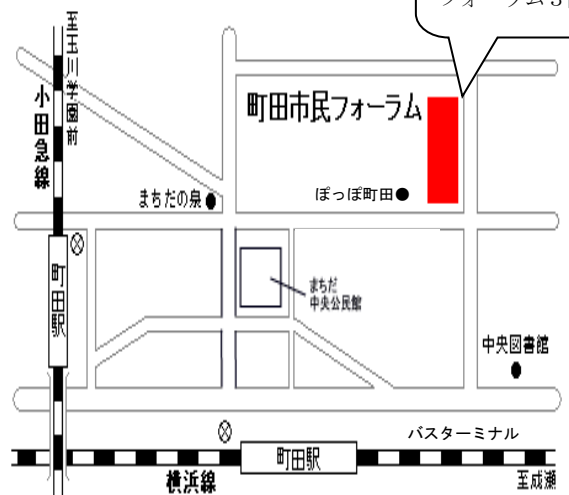 至玉川学園前
小田急線
町田市民フォーラム
まちだの泉
ぽっぽ町田
町田駅
まちだ
中央公民館
中央図書館
バスターミナル
町田駅
横浜線
至成瀬